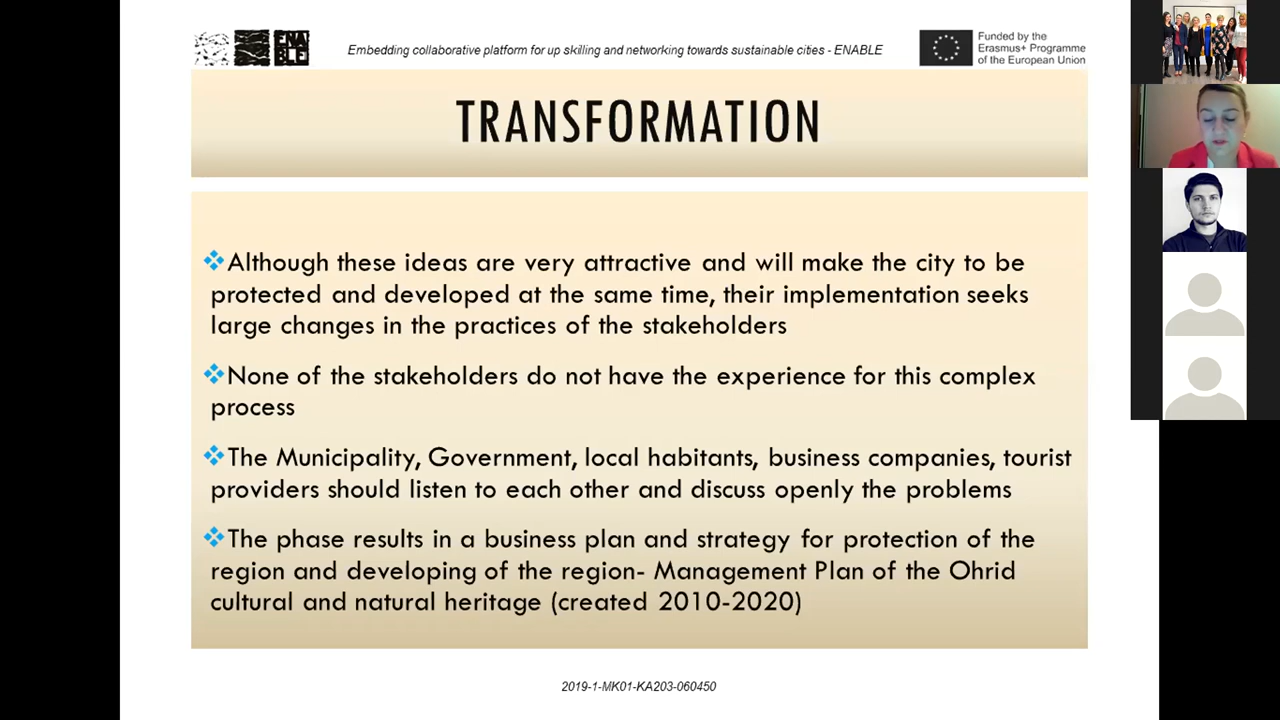 ENA
BLE!
Embedding collaborative platform for up skilling and networking towards sustainable cities - ENABLE
Funded by the
Erasmus+ Programme
of the European Union
TRANSFORMATION
Although these ideas are very attractive and will make the city to be
protected and developed at the same time, their implementation seeks
large changes in the practices of the stakeholders
None of the stakeholders do not have the experience for this complex
process
The Municipality, Government, local habitants, business companies, tourist
providers should listen to each other and discuss openly the problems
The phase results in a business plan and strategy for protection of the
region and developing of the region- Management Plan of the Ohrid
cultural and natural heritage (created 2010-2020)
2019-1-MK01-KA203-060450